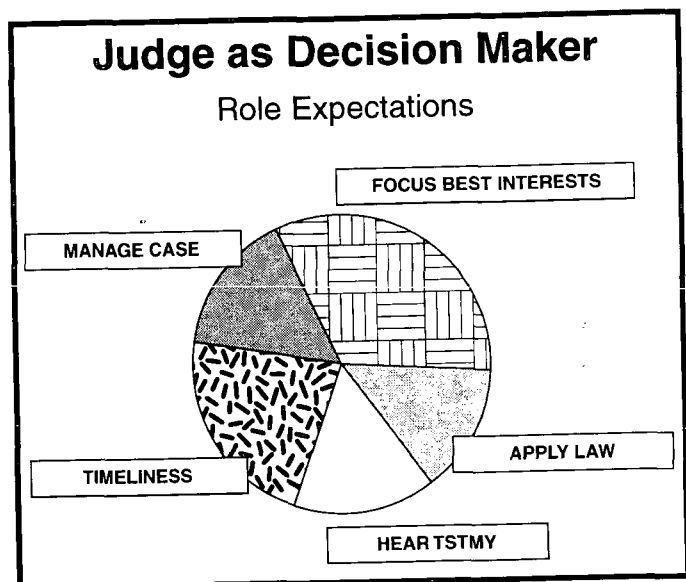 Judge as Decision Maker
Role Expectations
FOCUS BEST INTERESTS
MANAGE CASE
APPLY LAW
TIMELINESS
HEAR TSTMY